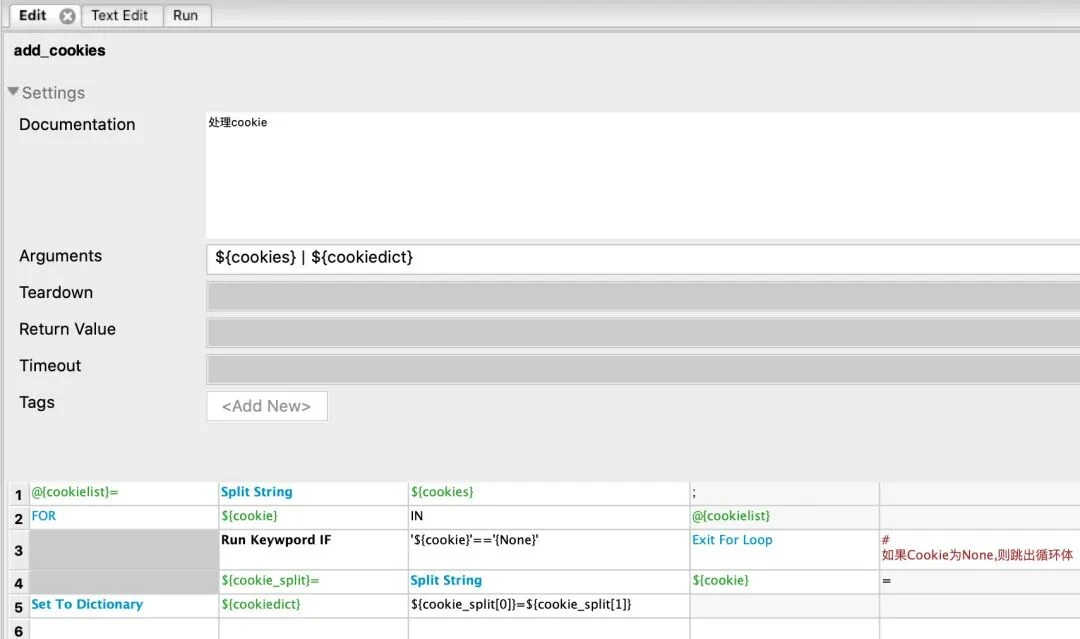 Edit Text Edit Run
add_cookies
Settings
Documentation 处理cookie
Arguments ${cookies} | ${cookiedict}
Teardown
Return Value
Timeout
Tags <Add New>
1 @{cookielist}= Split String ${cookies} ;
2 FOR ${cookie} IN @{cookielist}
3 Run Keywpord IF '${cookie}'=='{None}' Exit For Loop #
如果Cookie为None,则跳出循环体
4 ${cookie_split}= Split String ${cookie} =
5 Set To Dictionary ${cookiedict} ${cookie_split[0]}=${cookie_split[1]}
6